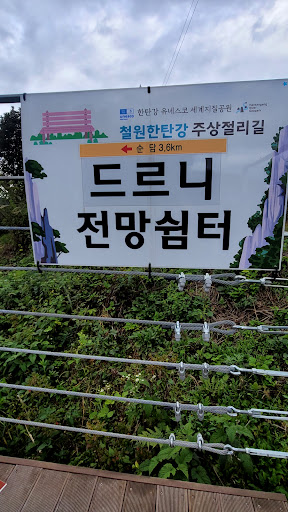 한탄강 유네스코 세계지질공원
철원한탄강 주상절리길
순담 3.6km
드르니
전망쉼터